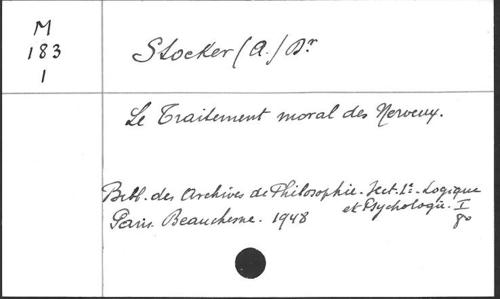 M
183
1
Stocker (A.) Dr
Le Traitement moral des Nerveux.
Bibl. des Archives de Philosophie. Sect. 1e - Logique
et Psychologie. I
Paris. Beauchesne. 1948
8o